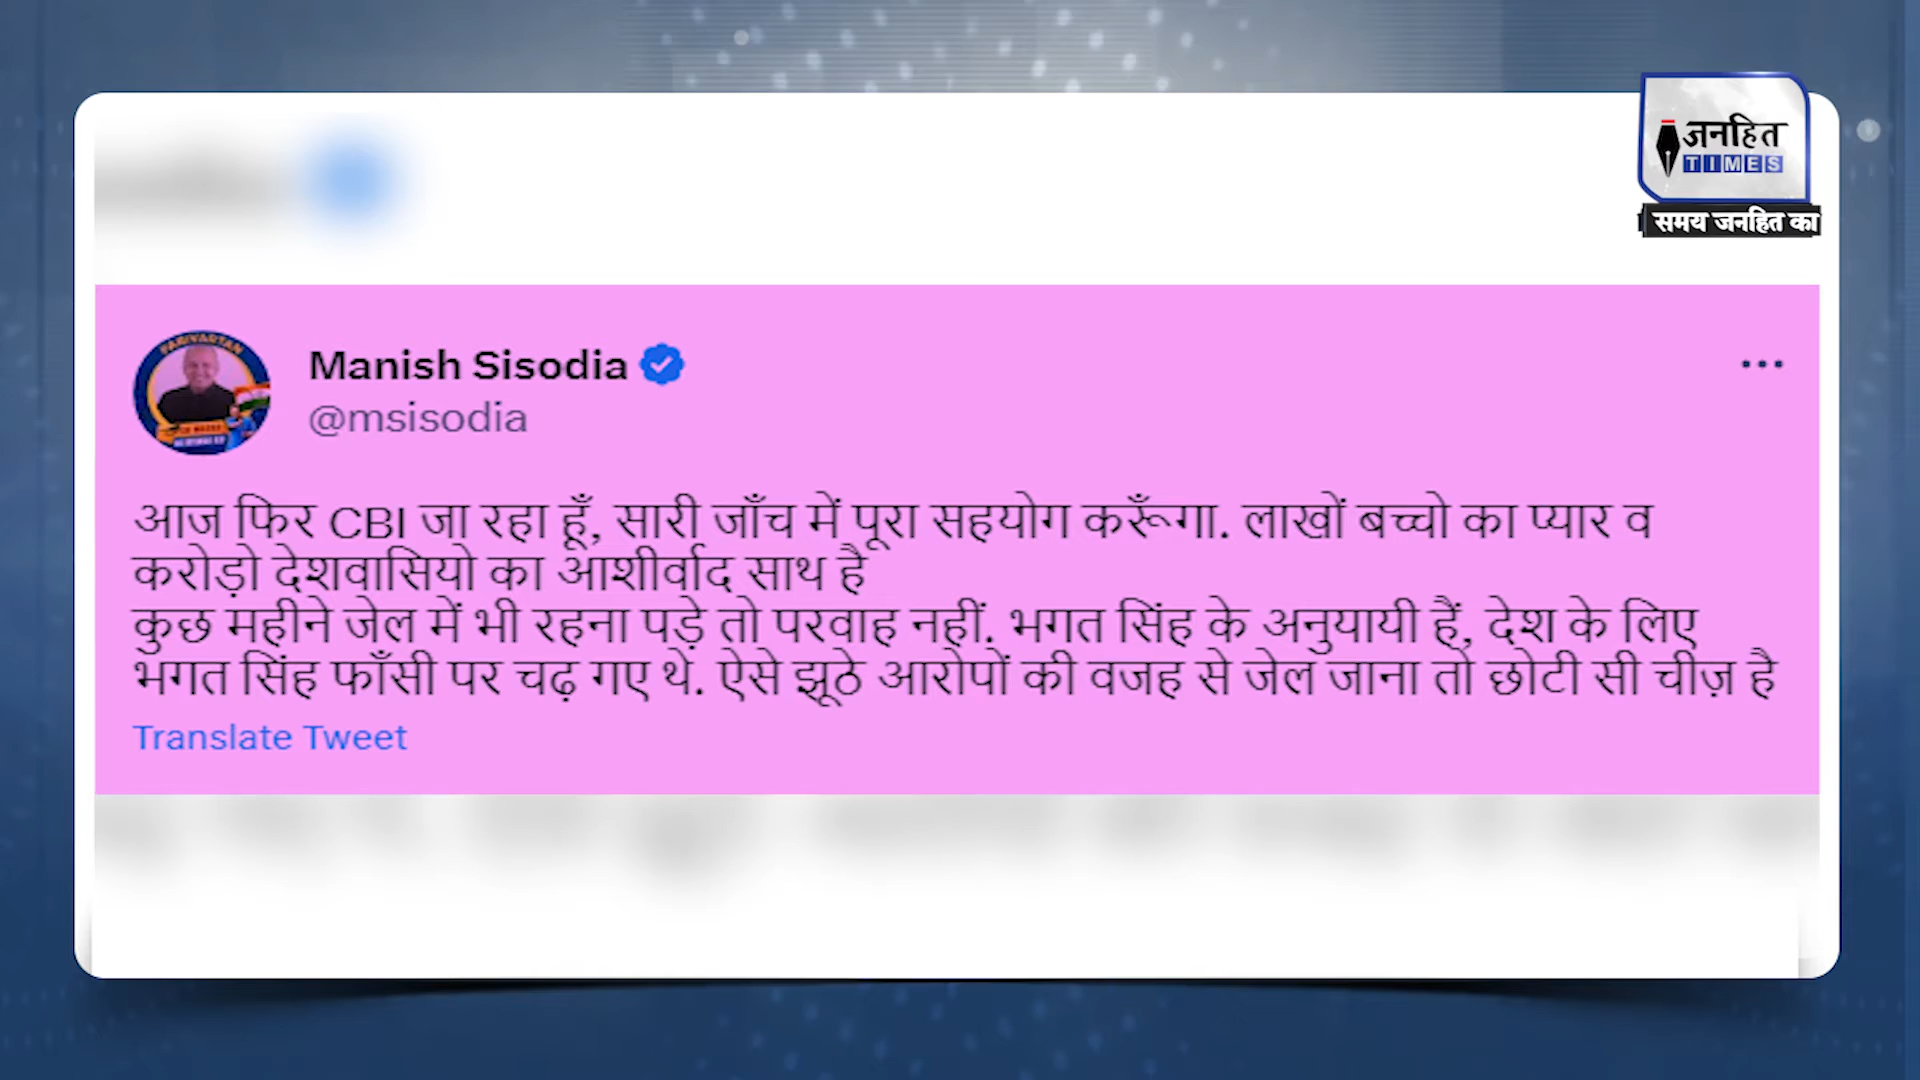 जनहित
TIMES
समय जनहित का
PARIVARTAN
Manish Sisodia
@msisodia
आज फिर CBI जा रहा हूँ, सारी जाँच में पूरा सहयोग करूँगा. लाखों बच्चो का प्यार व
करोड़ो देशवासियो का आशीर्वाद साथ है
कुछ महीने जेल में भी रहना पड़े तो परवाह नहीं. भगत सिंह के अनुयायी हैं, देश के लिए
भगत सिंह फाँसी पर चढ़ गए थे. ऐसे झूठे आरोपों की वजह से जेल जाना तो छोटी सी चीज़ है
Translate Tweet